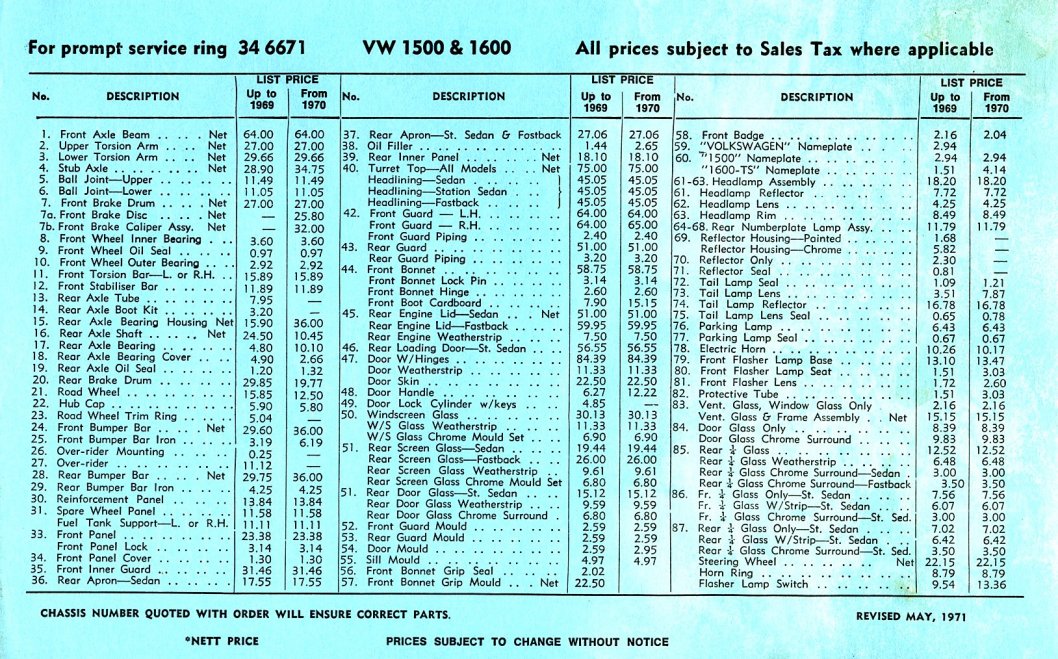 For prompt service ring 34 6671 VW 1500 & 1600 All prices subject to Sales Tax where applicable
No. DESCRIPTION LIST PRICE Up to 1969 From 1970
1. Front Axle Beam . . . . . Net 64.00 64.00
2. Upper Torsion Arm . . . . Net 27.00 27.00
3. Lower Torsion Arm . . . . Net 29.66 29.66
4. Stub Axle . . . . . . . Net 28.90 34.75
5. Ball Joint—Upper . . . . . . 11.49 11.49
6. Ball Joint—Lower . . . . . . 11.05 11.05
7. Front Brake Drum . . . . Net 27.00 27.00
7a. Front Brake Disc . . . . Net — 25.80
7b. Front Brake Caliper Assy. Net — 32.00
8. Front Wheel Inner Bearing . . . 3.60 3.60
9. Front Wheel Oil Seal . . . . . 0.97 0.97
10. Front Wheel Outer Bearing . . . 2.92 2.92
11. Front Torsion Bar—L. or R.H. . . 15.89 15.89
12. Front Stabiliser Bar . . . . . . 11.89 11.89
13. Rear Axle Tube . . . . . . . 7.95 —
14. Rear Axle Boot Kit . . . . . . 3.20 —
15. Rear Axle Bearing Housing Net 15.90 36.00
16. Rear Axle Shaft . . . . . Net 24.50 10.45
17. Rear Axle Bearing . . . . . . 4.80 10.10
18. Rear Axle Bearing Cover . . . . 4.90 2.66
19. Rear Axle Oil Seal . . . . . . 1.20 1.32
20. Rear Brake Drum . . . . . . 29.85 19.77
21. Road Wheel . . . . . . . . 15.85 12.50
22. Hub Cap . . . . . . . . . 5.90 5.80
23. Road Wheel Trim Ring . . . . . 5.04 —
24. Front Bumper Bar . . . . Net 29.60 36.00
25. Front Bumper Bar Iron . . . . . 3.19 6.19
26. Over-rider Mounting . . . . . 0.25 —
27. Over-rider . . . . . . . . 11.12 —
28. Rear Bumper Bar . . . . Net 29.75 36.00
29. Rear Bumper Bar Iron . . . . . 4.25 4.25
30. Reinforcement Panel . . . . . 13.84 13.84
31. Spare Wheel Panel . . . . . . 11.58 11.58
Fuel Tank Support—L. or R.H. 11.11 11.11
33. Front Panel . . . . . . . . 23.38 23.38
Front Panel Lock . . . . . . 3.14 3.14
34. Front Panel Cover . . . . . . 1.30 1.30
35. Front Inner Guard . . . . . . 31.46 31.46
36. Rear Apron—Sedan . . . . . . 17.55 17.55
No. DESCRIPTION LIST PRICE Up to 1969 From 1970
37. Rear Apron—St. Sedan & Fastback 27.06 27.06
38. Oil Filler . . . . . . . . . 1.44 2.65
39. Rear Inner Panel . . . . . Net 18.10 18.10
40. Turret Top—All Models . . . Net 75.00 75.00
Headlining—Sedan . . . . . 45.05 45.05
Headlining—Station Sedan . . . 45.05 45.05
Headlining—Fastback . . . . . 45.05 45.05
42. Front Guard — L.H. . . . . . 64.00 64.00
Front Guard — R.H. . . . . . 64.00 65.00
Front Guard Piping . . . . . . 2.40 2.40
43. Rear Guard . . . . . . . . 51.00 51.00
Rear Guard Piping . . . . . . 3.20 3.20
44. Front Bonnet . . . . . . . . 58.75 58.75
Front Bonnet Lock Pin . . . . . 3.14 3.14
Front Bonnet Hinge . . . . . . 2.60 2.60
Front Boot Cardboard . . . . . 7.90 15.15
45. Rear Engine Lid—Sedan . . . Net 51.00 51.00
Rear Engine Lid—Fastback . . . . 59.95 59.95
Rear Engine Weatherstrip . . . . 7.50 7.50
46. Rear Loading Door—St. Sedan . . . 56.55 56.55
47. Door W/Hinges . . . . . . . 84.39 84.39
Door Weatherstrip . . . . . . 11.33 11.33
Door Skin . . . . . . . . 22.50 22.50
48. Door Handle . . . . . . . . 6.27 12.22
49. Door Lock Cylinder w/keys . . . . 4.85 —
50. Windscreen Glass . . . . . . 30.13 30.13
W/S Glass Weatherstrip . . . . . 11.33 11.33
W/S Glass Chrome Mould Set . . . 6.90 6.90
51. Rear Screen Glass—Sedan . . . . 19.44 19.44
Rear Screen Glass—Fastback . . . . 26.00 26.00
Rear Screen Glass Weatherstrip 9.61 9.61
Rear Screen Glass Chrome Mould Set 6.80 6.80
51. Rear Door Glass—St. Sedan . . . . 15.12 15.12
Rear Door Glass Weatherstrip . . . 9.59 9.59
Rear Door Glass Chrome Surround . 6.80 6.80
52. Front Guard Mould . . . . . . 2.59 2.59
53. Rear Guard Mould . . . . . . 2.59 2.59
54. Door Mould . . . . . . . . 2.59 2.95
55. Sill Mould . . . . . . . . 4.97 4.97
56. Front Bonnet Grip Seal . . . . . 2.02
57. Front Bonnet Grip Mould . . . Net 22.50
No. DESCRIPTION LIST PRICE Up to 1969 From 1970
58. Front Badge . . . . . . . . 2.16 2.04
59. "VOLKSWAGEN" Nameplate . . . . 2.94
60. "1500" Nameplate . . . . . . 2.94 2.94
"1600-TS" Nameplate . . . . . 1.51 4.14
61-63. Headlamp Assembly . . . . . . 18.20 18.20
61. Headlamp Reflector . . . . . . 7.72 7.72
62. Headlamp Lens . . . . . . . 4.25 4.25
63. Headlamp Rim . . . . . . . 8.49 8.49
64-68. Rear Numberplate Lamp Assy. . . . 11.79 11.79
69. Reflector Housing—Pointed . . . . 1.68 —
Reflector Housing—Chrome . . . . 5.82 —
70. Reflector Only . . . . . . . 2.30 —
71. Reflector Seal . . . . . . . 0.81 —
72. Tail Lamp Seal . . . . . . . 1.09 1.21
73. Tail Lamp Lens . . . . . . . 3.51 7.87
74. Tail Lamp Reflector . . . . . . 16.78 16.78
75. Tail Lamp Lens Seal . . . . . . 0.65 0.78
76. Parking Lamp . . . . . . . . 6.43 6.43
77. Parking Lamp Seal . . . . . . 0.67 0.67
78. Electric Horn . . . . . . . . 10.26 10.17
79. Front Flasher Lamp Base . . . . 13.10 13.47
80. Front Flasher Lamp Seat . . . . 1.51 3.03
81. Front Flasher Lens . . . . . . 1.72 2.60
82. Protective Tube . . . . . . . 1.51 3.03
83. Vent. Glass, Window Glass Only 2.16 2.16
Vent. Glass & Frame Assembly . . Net 15.15 15.15
84. Door Glass Only . . . . . . . 8.39 8.39
Door Glass Chrome Surround . . . 9.83 9.83
85. Rear ¼ Glass . . . . . . . 12.52 12.52
Rear ¼ Glass Weatherstrip . . . . 6.48 6.48
Rear ¼ Glass Chrome Surround—Sedan . 3.00 3.00
Rear ¼ Glass Chrome Surround—Fastback 3.50 3.50
86. Fr. ¼ Glass Only—St. Sedan . . . 7.56 7.56
Fr. ¼ Glass W/Strip—St. Sedan . . . 6.07 6.07
Fr. ¼ Glass Chrome Surround—St. Sed. 3.00 3.00
87. Rear ¼ Glass Only—St. Sedan . . . 7.02 7.02
Rear ¼ Glass W/Strip—St. Sedan . . 6.42 6.42
Rear ¼ Glass Chrome Surround—St. Sed. 3.50 3.50
Steering Wheel . . . . . . . Net 22.15 22.15
Horn Ring . . . . . . . . 8.79 8.79
Flasher Lamp Switch . . . . . . 9.54 13.36
CHASSIS NUMBER QUOTED WITH ORDER WILL ENSURE CORRECT PARTS. REVISED MAY, 1971
*NETT PRICE PRICES SUBJECT TO CHANGE WITHOUT NOTICE